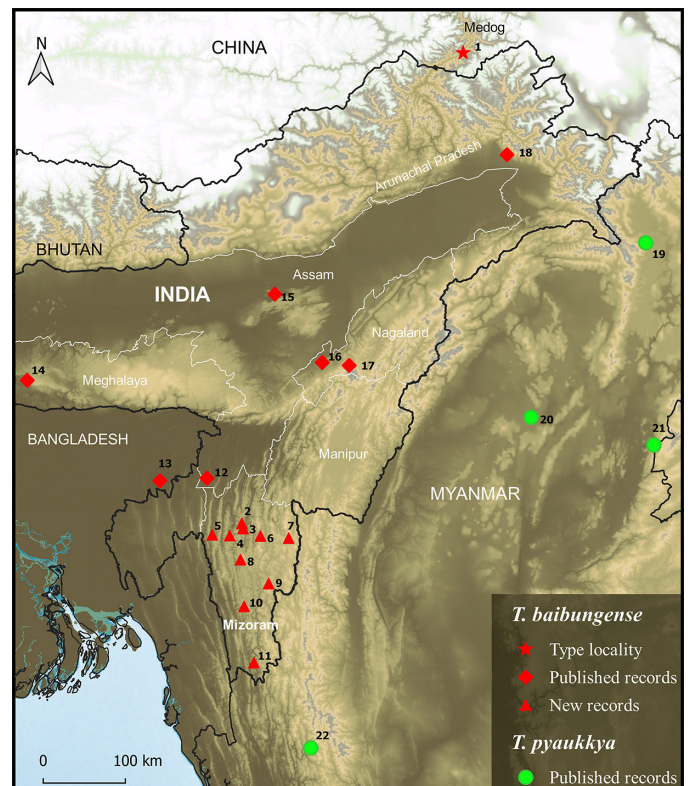 Medog
CHINA
1
N
18
Arunachal Pradesh
BHUTAN
19
Assam
INDIA
15
Nagaland
16
17
14
Meghalaya
20
21
BANGLADESH
Manipur
13
12
MYANMAR
2
5
3
7
4
6
8
9
10
Mizoram
T. baibungense
11
Type locality
Published records
New records
22
T. pyaukkya
0
100 km
Published records